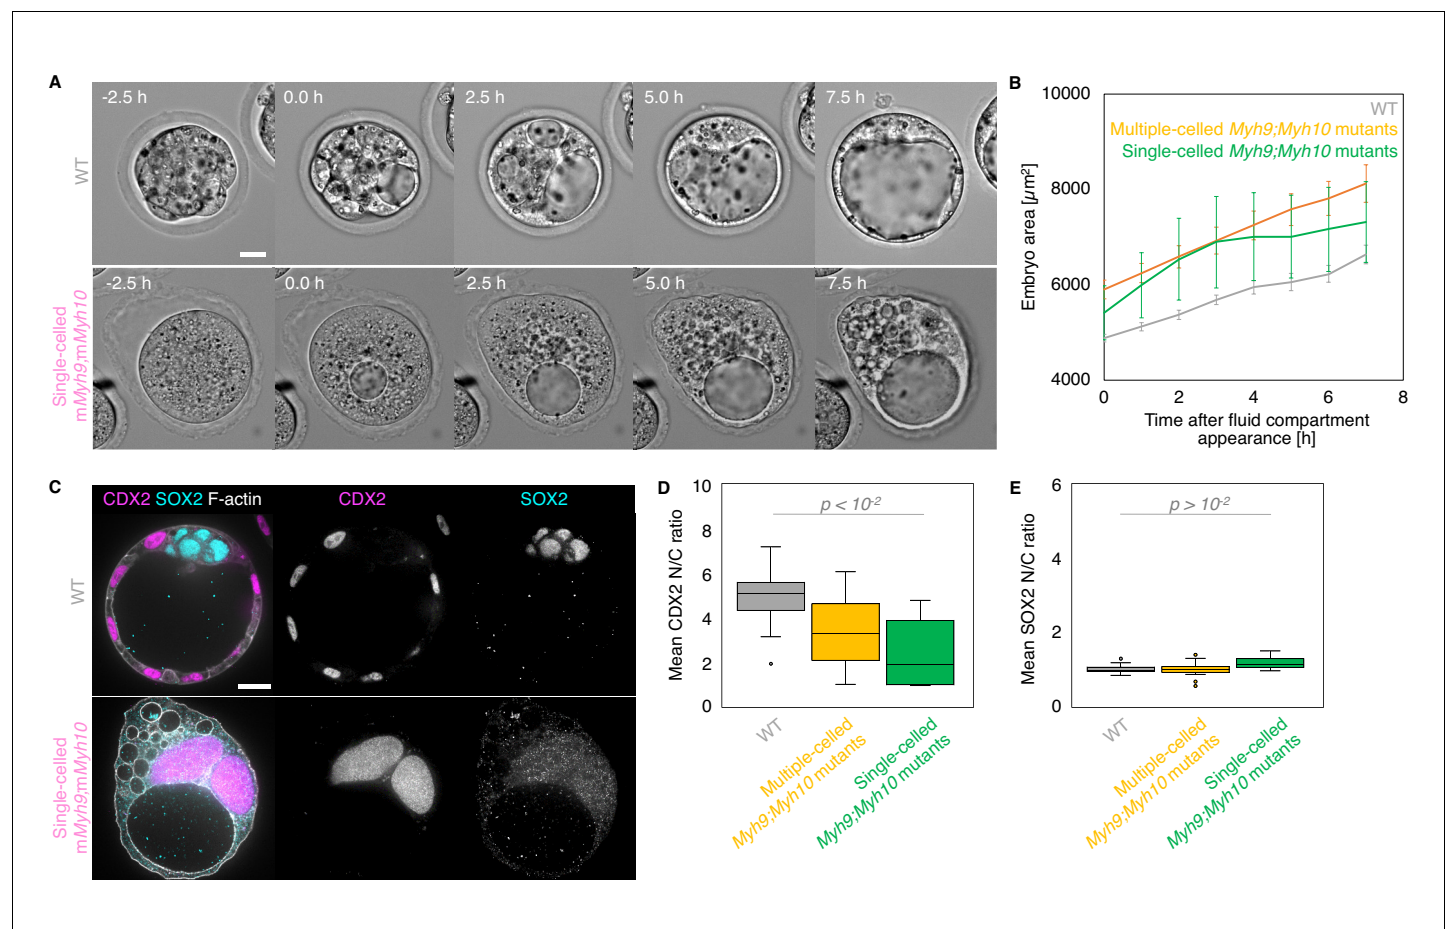 A
-2.5 h
0.0 h
2.5 h
5.0 h
7.5 h
WT
-2.5 h
0.0 h
2.5 h
5.0 h
7.5 h
Single-celled
mMyh9;mMyh10
B
10000
8000
6000
4000
Embryo area [µm²]
WT
Multiple-celled Myh9;Myh10 mutants
Single-celled Myh9;Myh10 mutants
0
2
4
6
8
Time after fluid compartment
appearance [h]
C
CDX2 SOX2 F-actin
CDX2
SOX2
WT
Single-celled
mMyh9;mMyh10
D
10
8
6
4
2
0
Mean CDX2 N/C ratio
p < 10⁻²
WT
Multiple-celled
Myh9;Myh10 mutants
Single-celled
Myh9;Myh10 mutants
E
6
4
2
0
Mean SOX2 N/C ratio
p > 10⁻²
WT
Multiple-celled
Myh9;Myh10 mutants
Single-celled
Myh9;Myh10 mutants